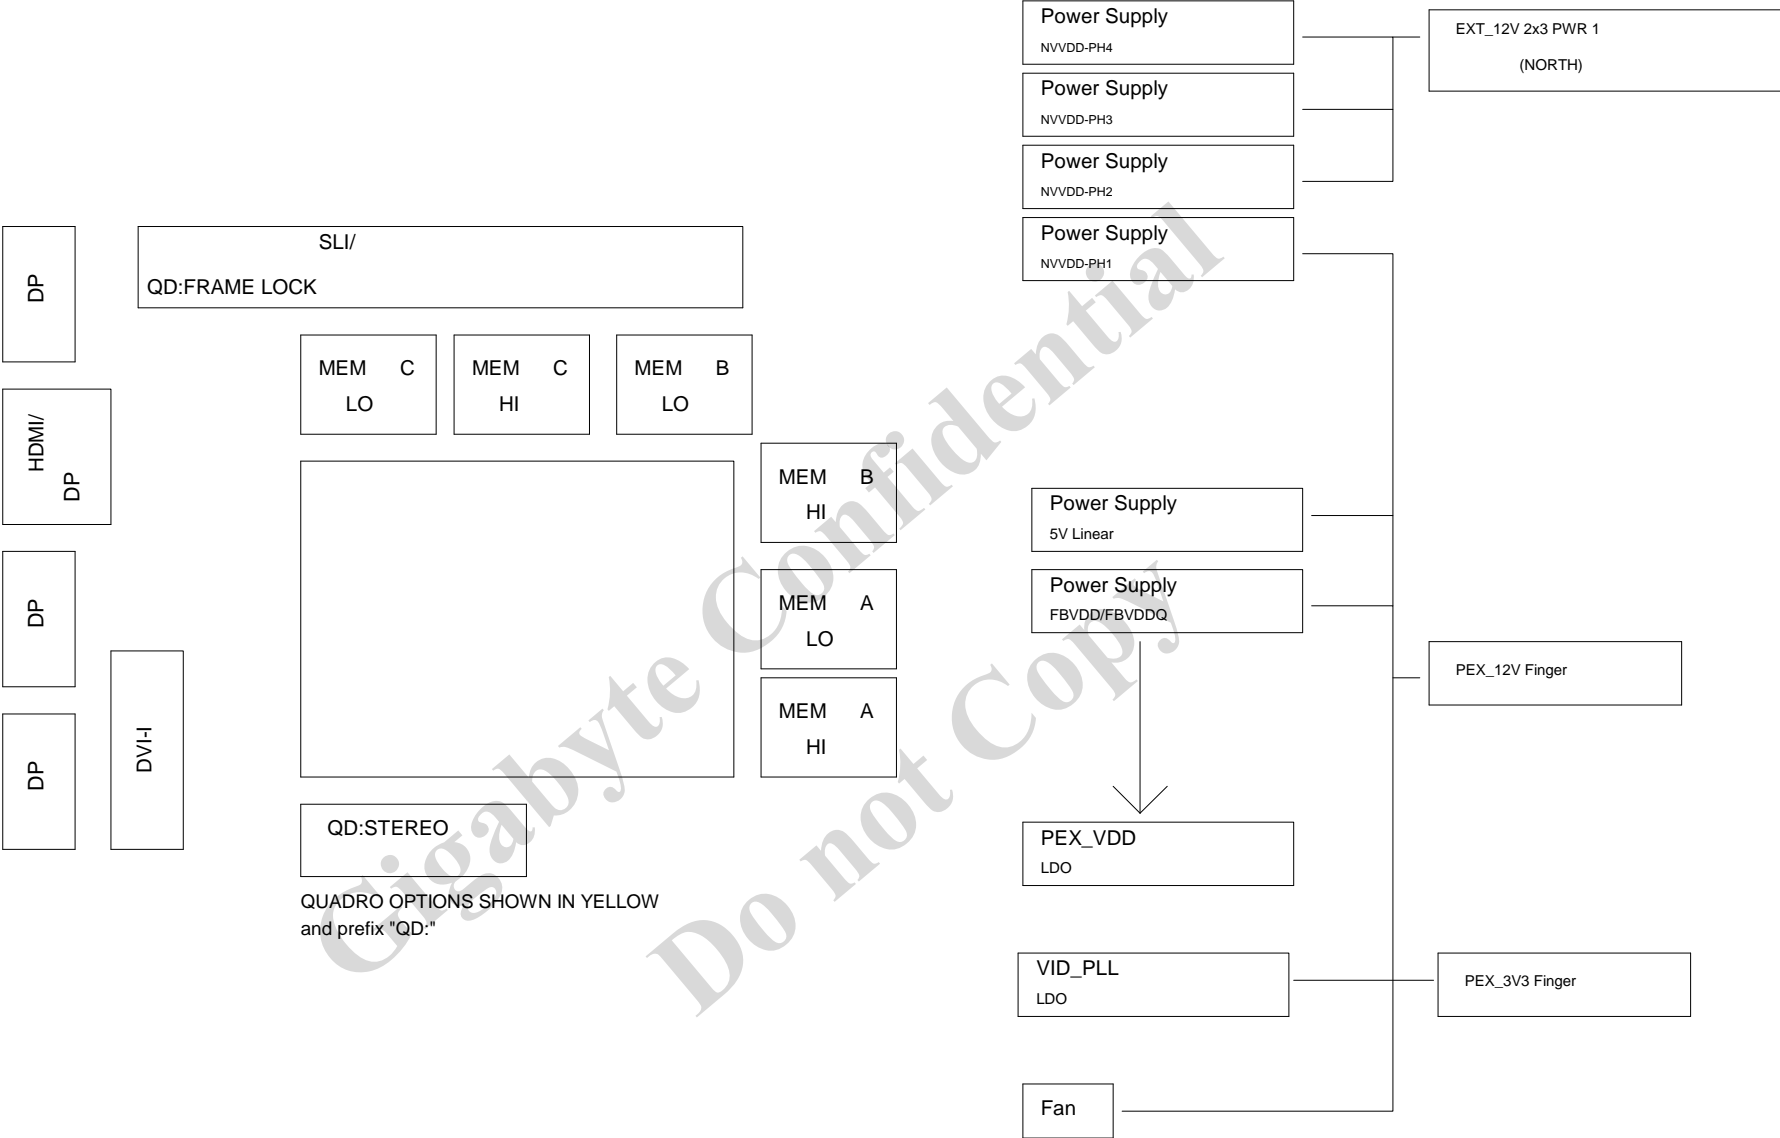 Power Supply
NVVDD-PH4
EXT_12V 2x3 PWR 1
(NORTH)
Power Supply
NVVDD-PH3
Power Supply
NVVDD-PH2
Power Supply
NVVDD-PH1
SLI/
QD:FRAME LOCK
DP
HDMI/
DP
DP
DP
DVI-I
MEM C
LO
MEM C
HI
MEM B
LO
MEM B
HI
MEM A
LO
MEM A
HI
QD:STEREO
QUADRO OPTIONS SHOWN IN YELLOW
and prefix "QD:"
Power Supply
5V Linear
Power Supply
FBVDD/FBVDDQ
PEX_12V Finger
PEX_VDD
LDO
VID_PLL
LDO
PEX_3V3 Finger
Fan
Gigabyte Confidential
Do not Copy